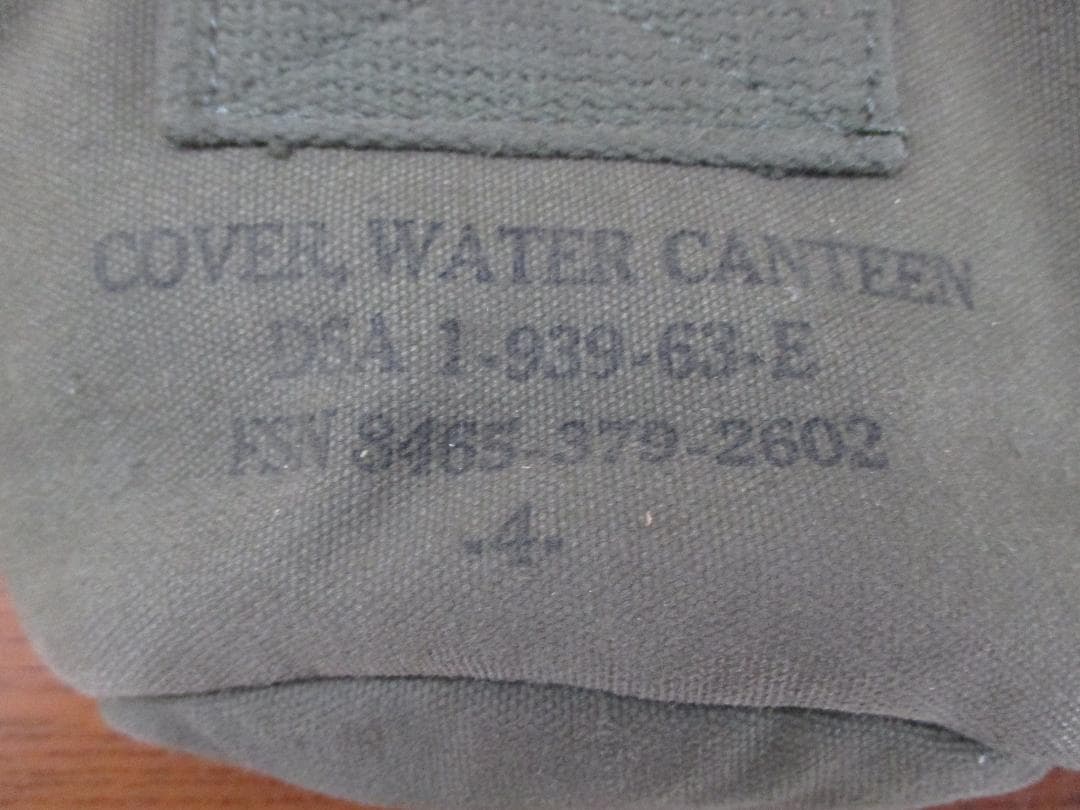 COVER, WATER CANTEEN
DSA 1-939-63-E
FSN 8465-379-2602
.4.